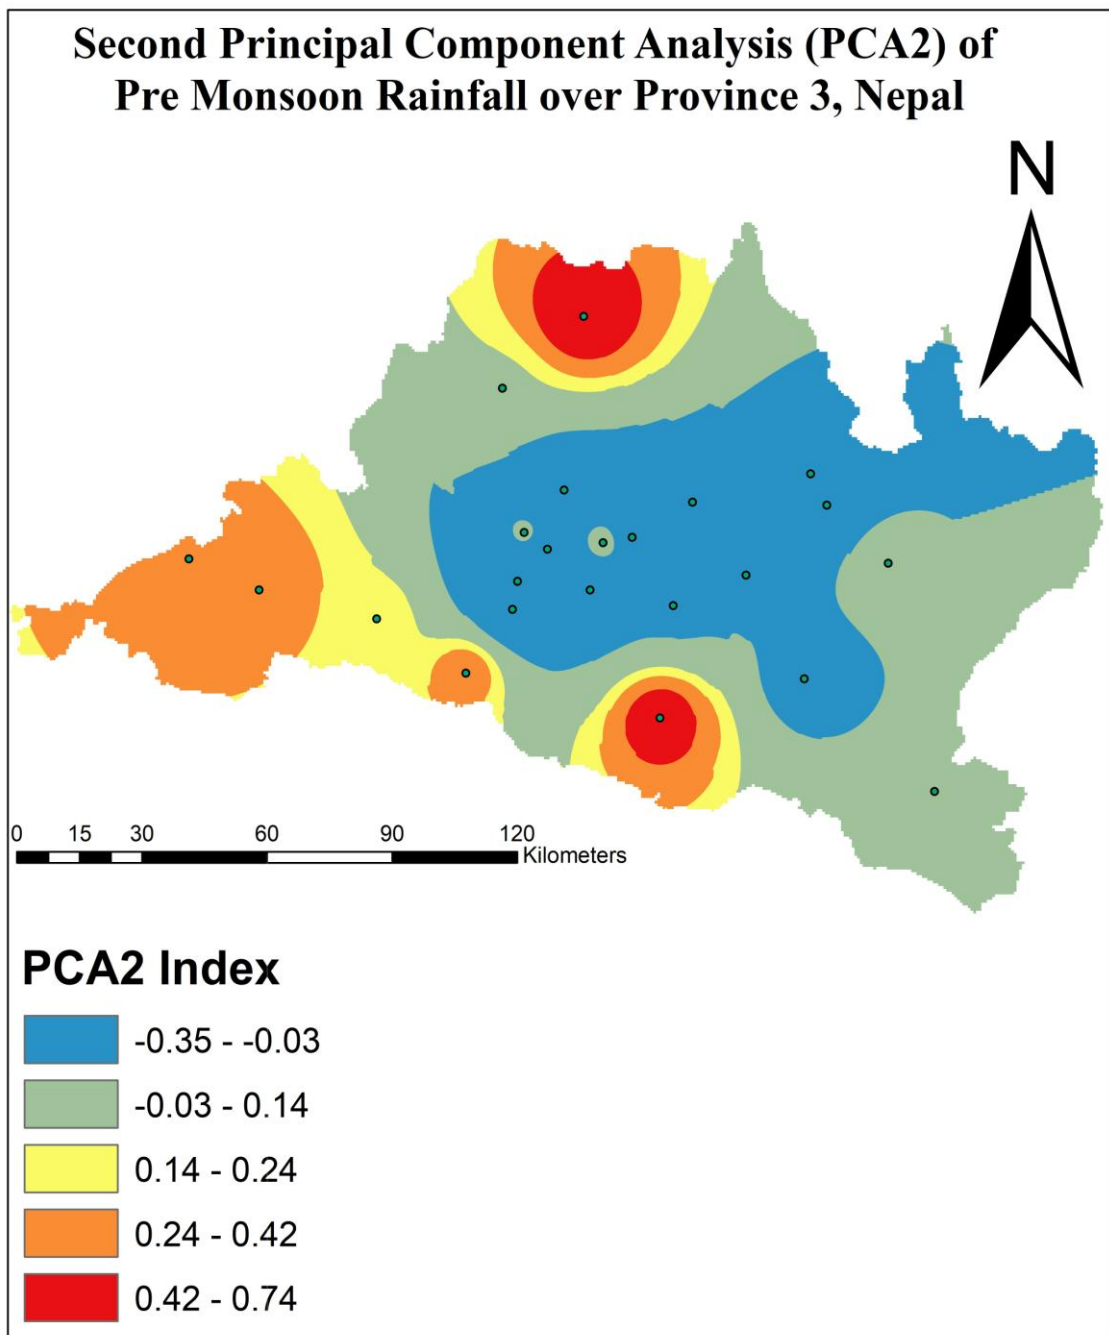 Second Principal Component Analysis (PCA2) of
Pre Monsoon Rainfall over Province 3, Nepal
N
0 15 30 60 90 120
Kilometers
PCA2 Index
-0.35 - -0.03
-0.03 - 0.14
0.14 - 0.24
0.24 - 0.42
0.42 - 0.74